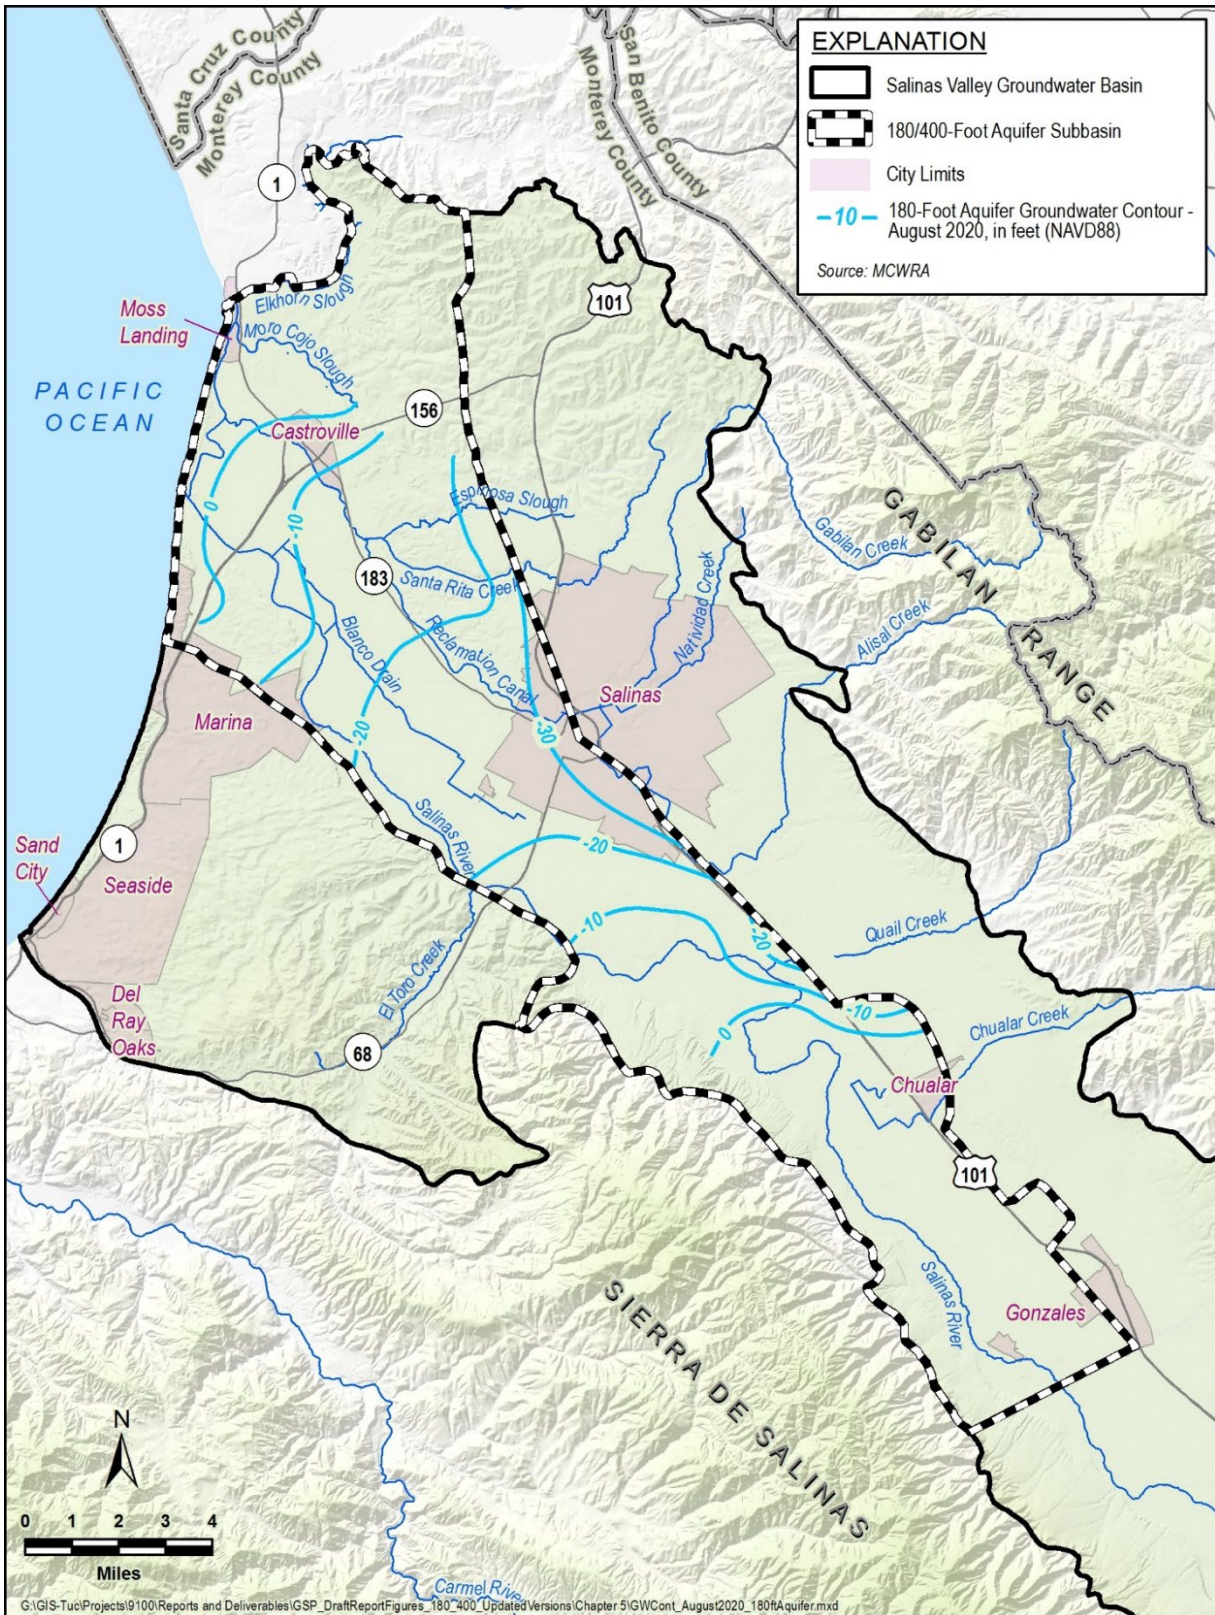 Santa Cruz County
Monterey County
San Benito County
Monterey County
EXPLANATION
Salinas Valley Groundwater Basin
180/400-Foot Aquifer Subbasin
City Limits
-10
180-Foot Aquifer Groundwater Contour -
August 2020, in feet (NAVD88)
Source: MCWRA
1
101
Elkhorn Slough
Moss
Landing
Moro Cojo Slough
PACIFIC
OCEAN
156
Castroville
0
-10
Espinosa Slough
GABILAN
RANGE
Gabilan Creek
183
Santa Rita Creek
Natividad Creek
Alisal Creek
Blanco Drain
Reclamation Canal
Salinas
Marina
-20
-30
Salinas
River
1
Sand
City
Seaside
-20
-10
-20
Quail Creek
El Toro Creek
Del
Ray
Oaks
68
0
-10
Chualar Creek
Chualar
101
Salinas
River
Gonzales
SIERRA DE SALINAS
N
0 1 2 3 4
Miles
Carmel River
G:\GIS-Tuc\Projects\9100\Reports and Deliverables\GSP_DraftReportFigures_180_400_UpdatedVersions\Chapter 5\GWCont_August2020_180ftAquifer.mxd